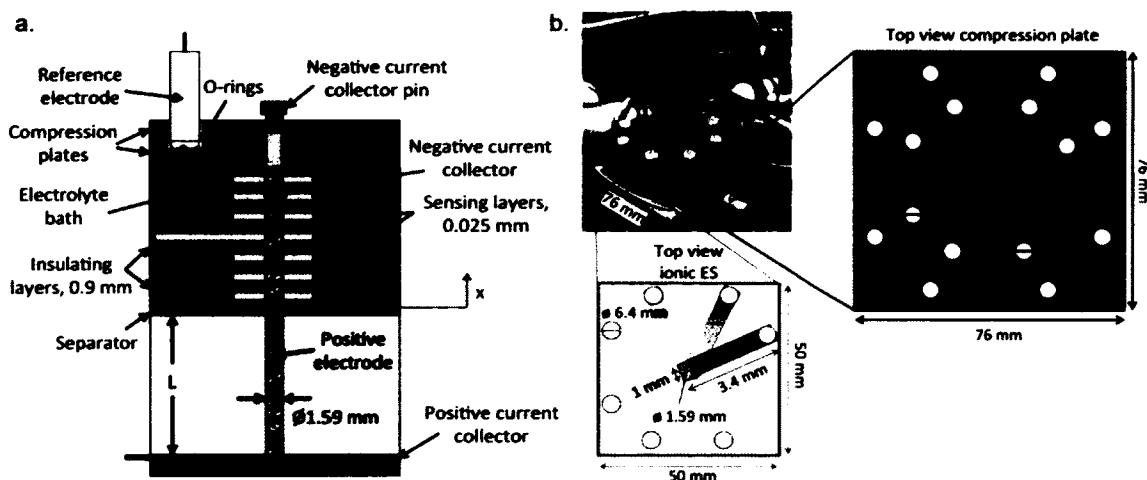 a.
Reference
electrode
O-rings
Negative current
collector pin
Compression
plates
Negative current
collector
Electrolyte
bath
Sensing layers,
0.025 mm
Insulating
layers, 0.9 mm
x
Separator
Positive
electrode
L
Ø1.59 mm
Positive current
collector
b.
76 mm
Top view compression plate
76 mm
76 mm
Top view
ionic ES
ø 6.4 mm
1 mm
3.4 mm
ø 1.59 mm
50 mm
50 mm